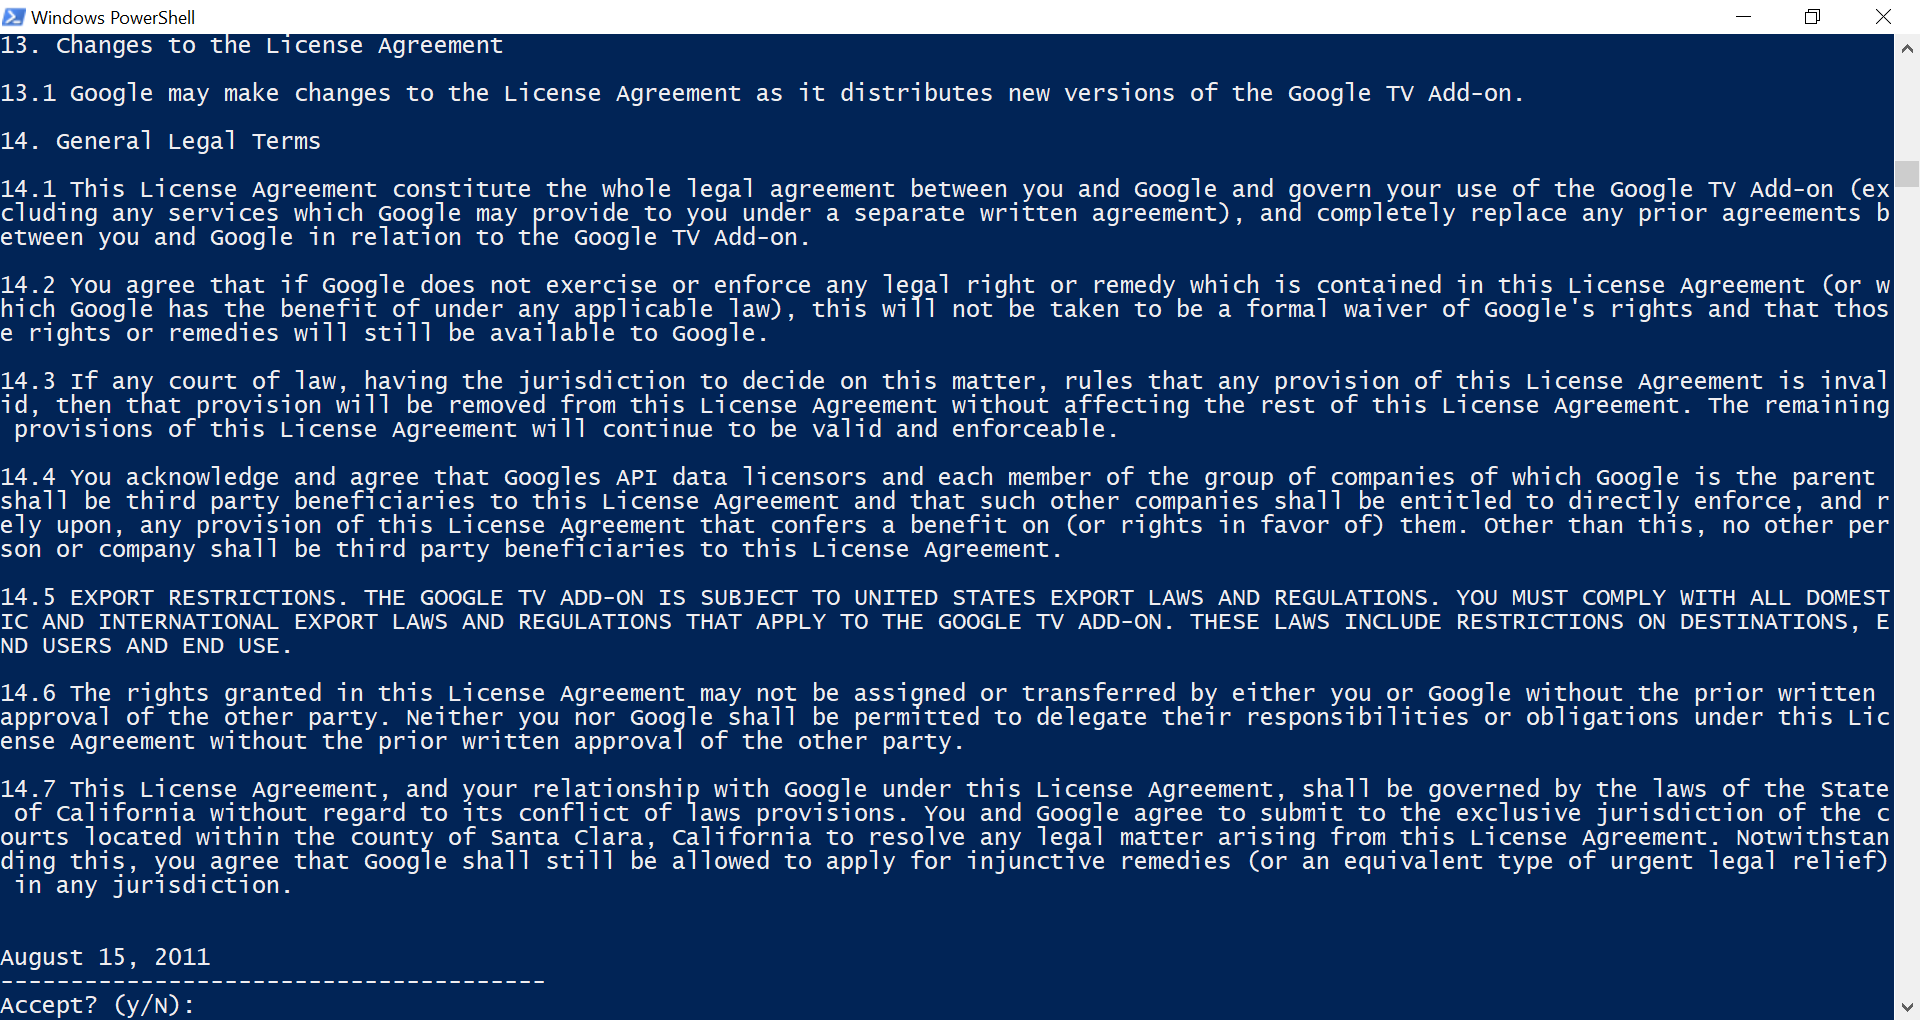 Windows PowerShell
13. Changes to the License Agreement
13.1 Google may make changes to the License Agreement as it distributes new versions of the Google TV Add-on.
14. General Legal Terms
14.1 This License Agreement constitute the whole legal agreement between you and Google and govern your use of the Google TV Add-on (ex
cluding any services which Google may provide to you under a separate written agreement), and completely replace any prior agreements b
etween you and Google in relation to the Google TV Add-on.
14.2 You agree that if Google does not exercise or enforce any legal right or remedy which is contained in this License Agreement (or w
hich Google has the benefit of under any applicable law), this will not be taken to be a formal waiver of Google's rights and that thos
e rights or remedies will still be available to Google.
14.3 If any court of law, having the jurisdiction to decide on this matter, rules that any provision of this License Agreement is inval
id, then that provision will be removed from this License Agreement without affecting the rest of this License Agreement. The remaining
provisions of this License Agreement will continue to be valid and enforceable.
14.4 You acknowledge and agree that Googles API data licensors and each member of the group of companies of which Google is the parent
shall be third party beneficiaries to this License Agreement and that such other companies shall be entitled to directly enforce, and r
ely upon, any provision of this License Agreement that confers a benefit on (or rights in favor of) them. Other than this, no other per
son or company shall be third party beneficiaries to this License Agreement.
14.5 EXPORT RESTRICTIONS. THE GOOGLE TV ADD-ON IS SUBJECT TO UNITED STATES EXPORT LAWS AND REGULATIONS. YOU MUST COMPLY WITH ALL DOMEST
IC AND INTERNATIONAL EXPORT LAWS AND REGULATIONS THAT APPLY TO THE GOOGLE TV ADD-ON. THESE LAWS INCLUDE RESTRICTIONS ON DESTINATIONS, E
ND USERS AND END USE.
14.6 The rights granted in this License Agreement may not be assigned or transferred by either you or Google without the prior written
approval of the other party. Neither you nor Google shall be permitted to delegate their responsibilities or obligations under this Lic
ense Agreement without the prior written approval of the other party.
14.7 This License Agreement, and your relationship with Google under this License Agreement, shall be governed by the laws of the State
of California without regard to its conflict of laws provisions. You and Google agree to submit to the exclusive jurisdiction of the c
ourts located within the county of Santa Clara, California to resolve any legal matter arising from this License Agreement. Notwithstan
ding this, you agree that Google shall still be allowed to apply for injunctive remedies (or an equivalent type of urgent legal relief)
in any jurisdiction.
August 15, 2011
---------------------------------------
Accept? (y/N):